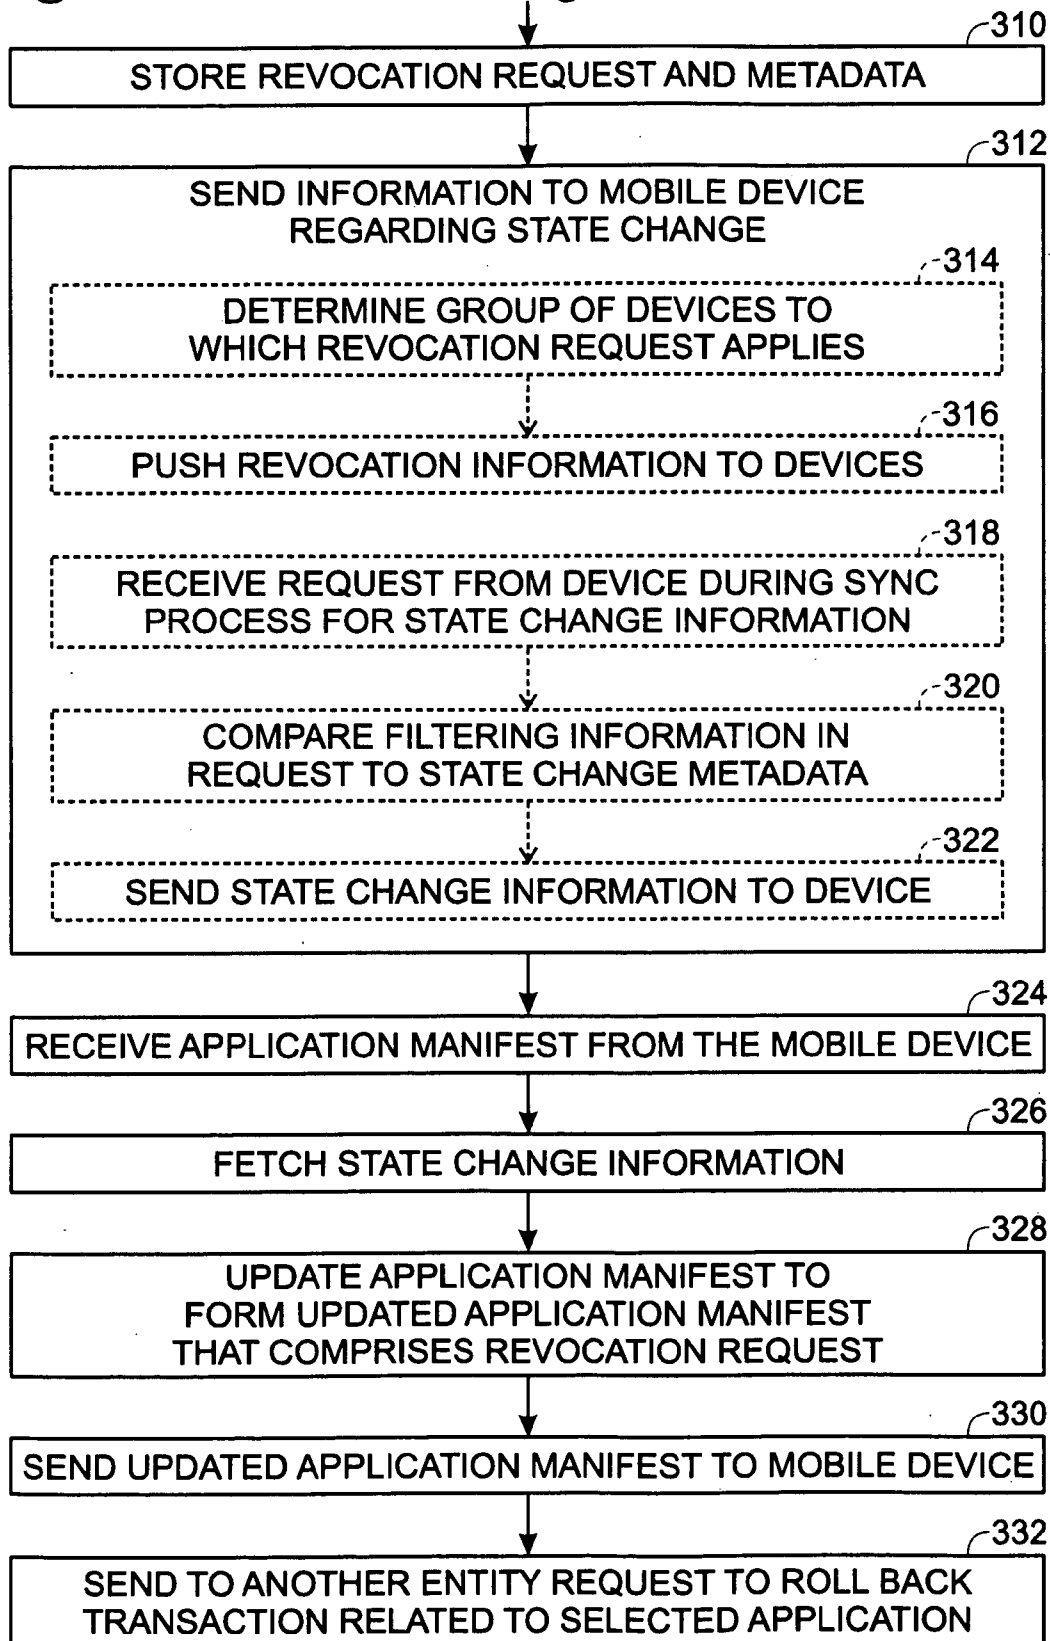 310
STORE REVOCATION REQUEST AND METADATA
312
SEND INFORMATION TO MOBILE DEVICE
REGARDING STATE CHANGE
314
DETERMINE GROUP OF DEVICES TO
WHICH REVOCATION REQUEST APPLIES
316
PUSH REVOCATION INFORMATION TO DEVICES
318
RECEIVE REQUEST FROM DEVICE DURING SYNC
PROCESS FOR STATE CHANGE INFORMATION
320
COMPARE FILTERING INFORMATION IN
REQUEST TO STATE CHANGE METADATA
322
SEND STATE CHANGE INFORMATION TO DEVICE
324
RECEIVE APPLICATION MANIFEST FROM THE MOBILE DEVICE
326
FETCH STATE CHANGE INFORMATION
328
UPDATE APPLICATION MANIFEST TO
FORM UPDATED APPLICATION MANIFEST
THAT COMPRISES REVOCATION REQUEST
330
SEND UPDATED APPLICATION MANIFEST TO MOBILE DEVICE
332
SEND TO ANOTHER ENTITY REQUEST TO ROLL BACK
TRANSACTION RELATED TO SELECTED APPLICATION